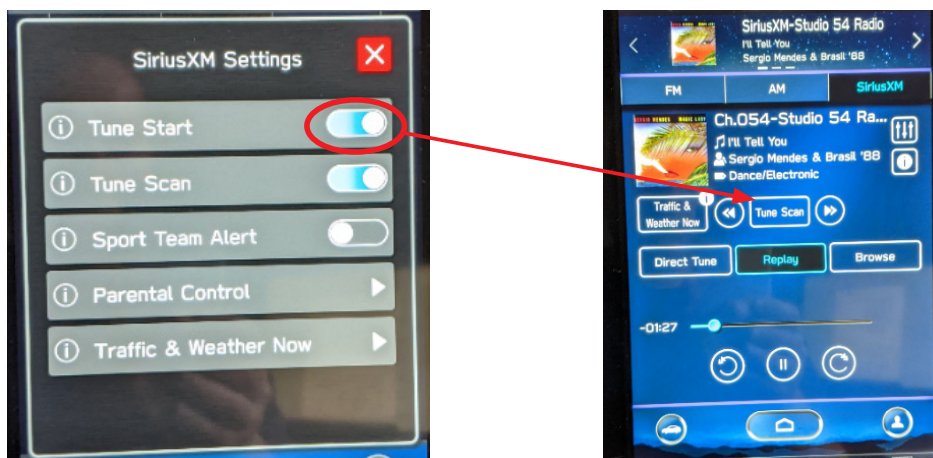 SiriusXM Settings
Tune Start
Tune Scan
Sport Team Alert
Parental Control
Traffic & Weather Now
SiriusXM-Studio 54 Radio
I'll Tell You
Sergio Mendes & Brasil '88
FM
AM
SiriusXM
Ch.054-Studio 54 Ra...
I'll Tell You
Sergio Mendes & Brasil '88
Dance/Electronic
Traffic &
Weather Now
Tune Scan
Direct Tune
Replay
Browse
-01:27